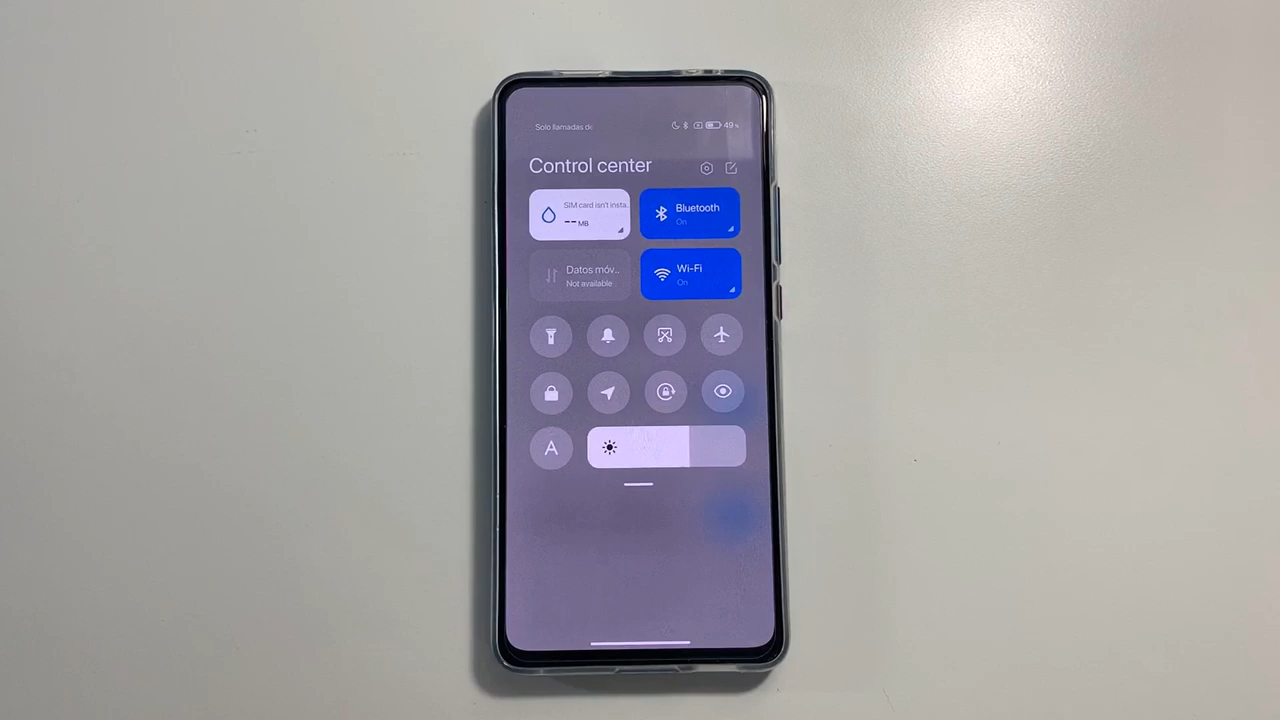 Solo llamadas de
49%
Control center
SIM card isn't insta..
--MB
Bluetooth
On
Datos móv..
Not available
Wi-Fi
On
A